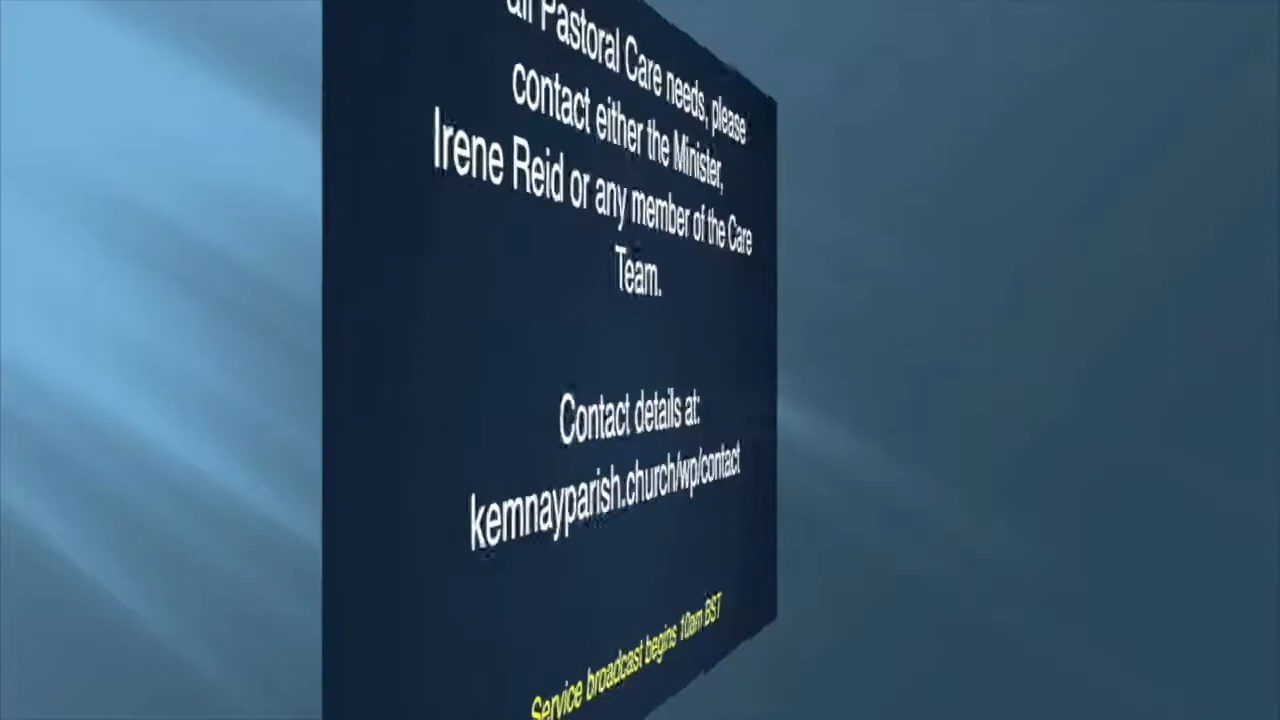 all Pastoral Care needs, please
contact either the Minister,
Irene Reid or any member of the Care
Team.
Contact details at:
kemnayparish.church/wp/contact
Service broadcast begins 10am BST